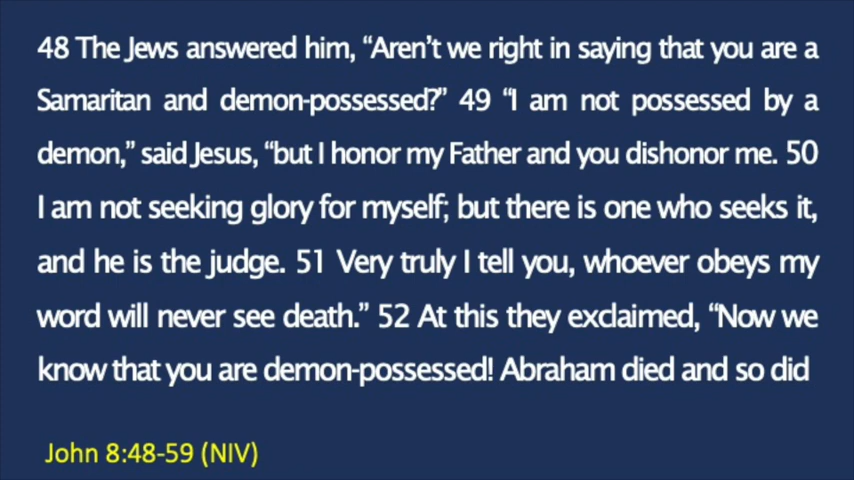 48 The Jews answered him, “Aren’t we right in saying that you are a
Samaritan and demon-possessed?” 49 “I am not possessed by a
demon,” said Jesus, “but I honor my Father and you dishonor me. 50
I am not seeking glory for myself; but there is one who seeks it,
and he is the judge. 51 Very truly I tell you, whoever obeys my
word will never see death.” 52 At this they exclaimed, “Now we
know that you are demon-possessed! Abraham died and so did
John 8:48-59 (NIV)